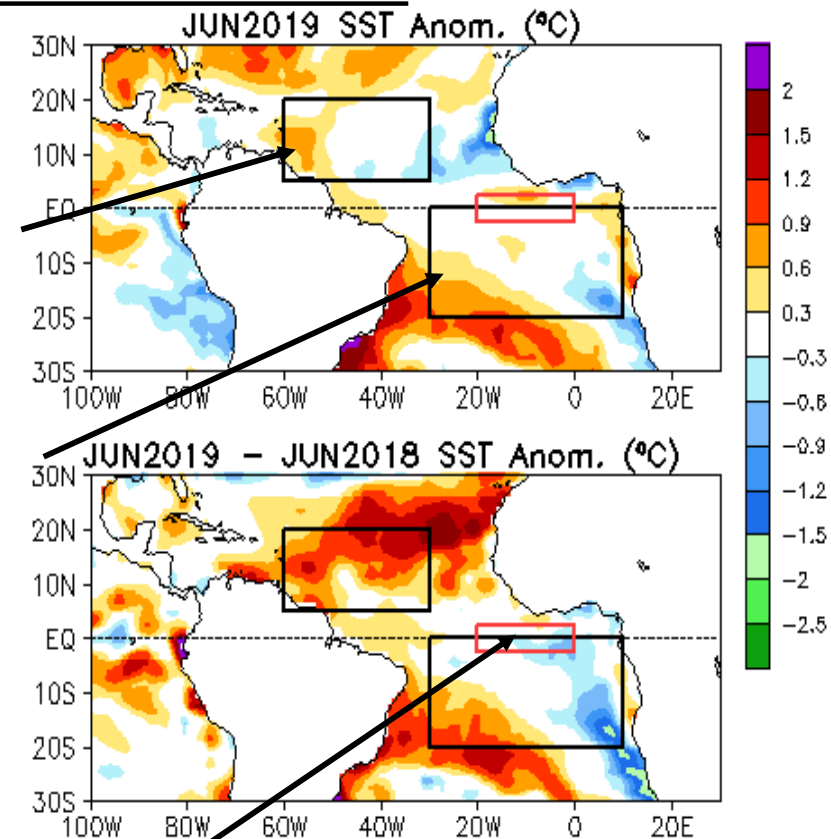 JUN2019 SST Anom. (ºC)
30N
20N
10N
EQ
10S
20S
30S
100W 80W 60W 40W 20W 0 20E
2
1.5
1.2
0.9
0.6
0.3
-0.3
-0.6
-0.9
-1.2
-1.5
-2
-2.5
JUN2019 - JUN2018 SST Anom. (ºC)
30N
20N
10N
EQ
10S
20S
30S
100W 80W 60W 40W 20W 0 20E